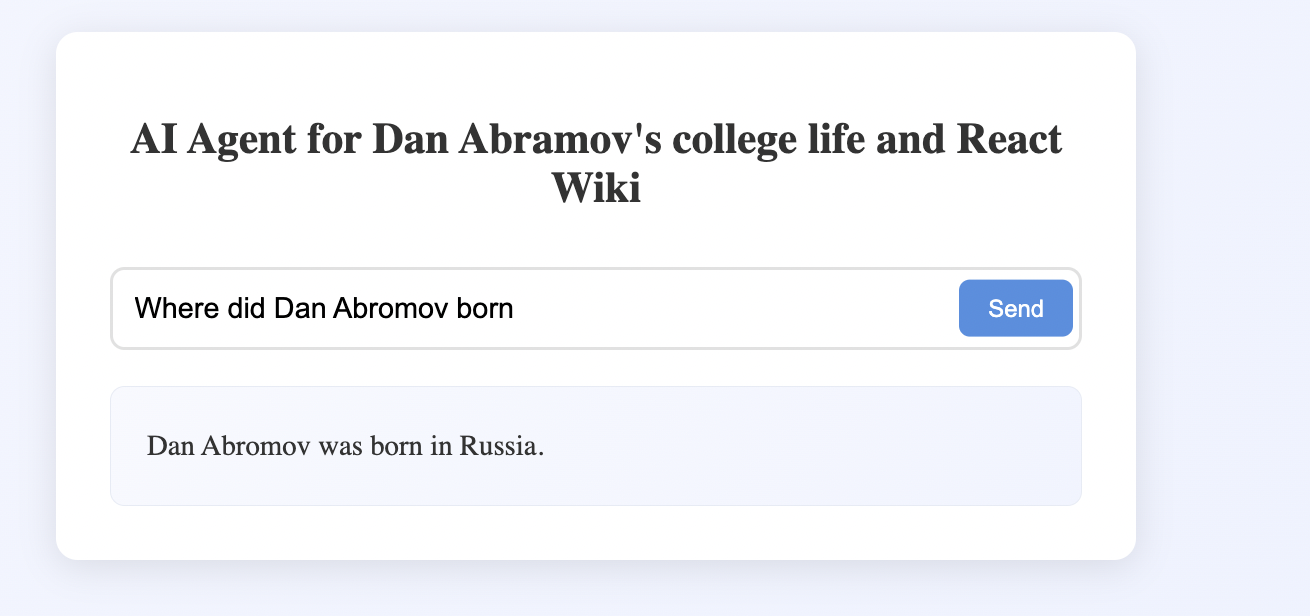 AI Agent for Dan Abramov's college life and React
Wiki
Where did Dan Abromov born
Send
Dan Abromov was born in Russia.